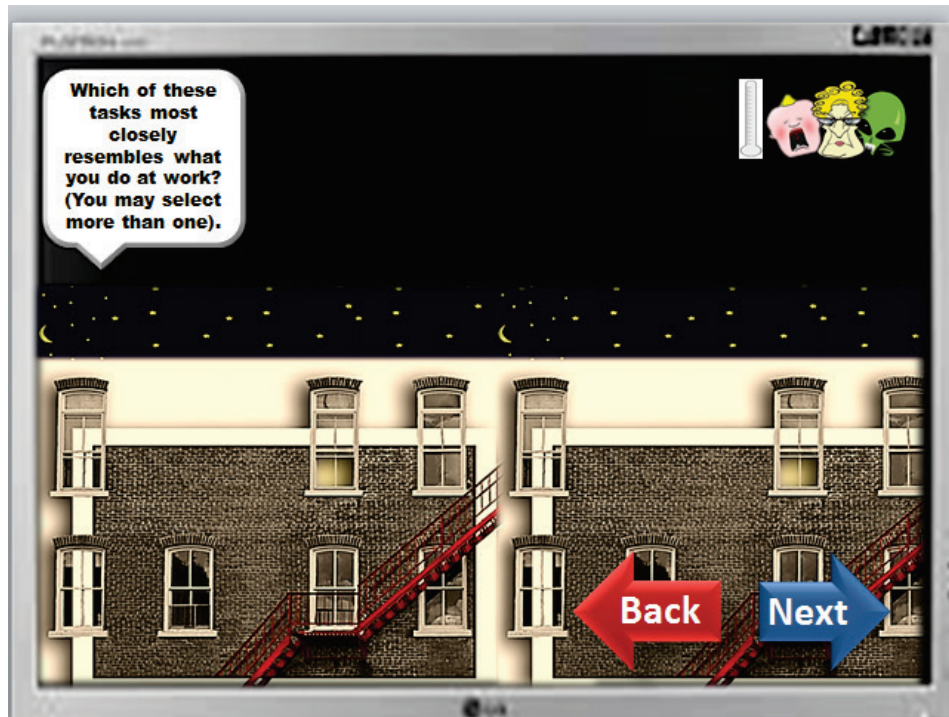 Which of these
tasks most
closely
resembles what
you do at work?
(You may select
more than one).
Back
Next